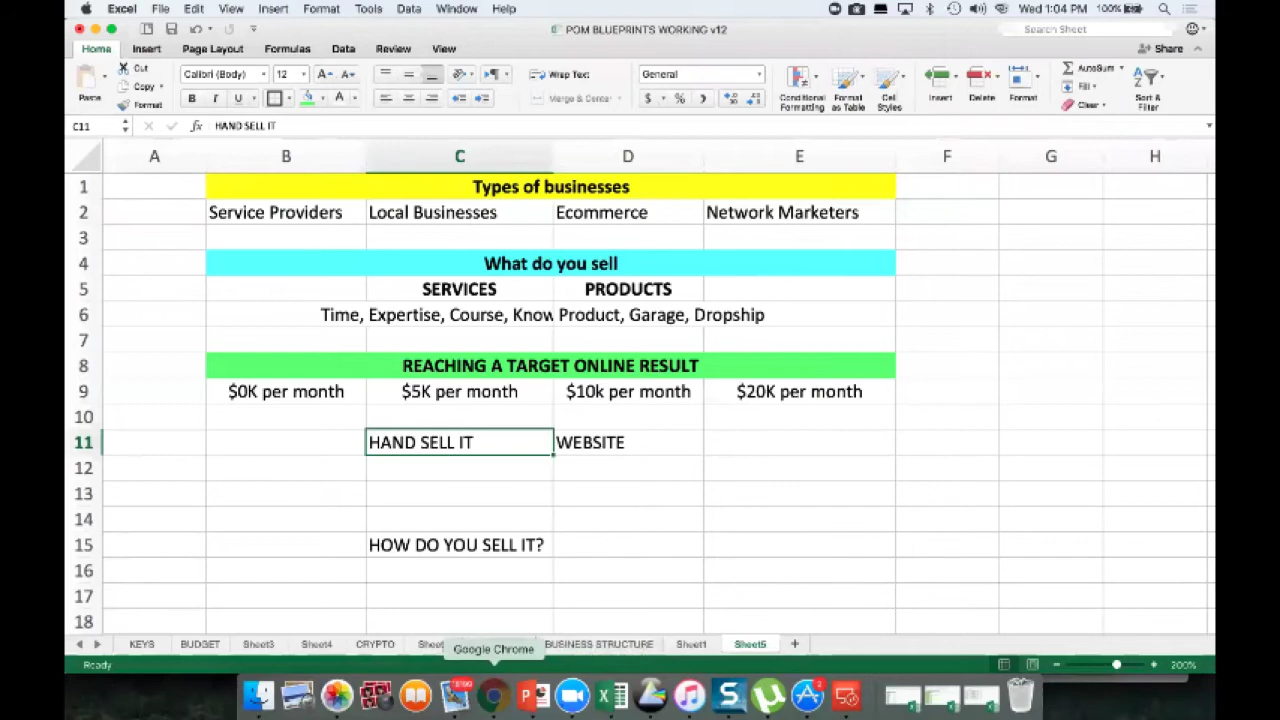 Excel File Edit View Insert Format Tools Data Window Help Wed 1:04 PM 100%
POM BLUEPRINTS WORKING v12 Search Sheet
Home Insert Page Layout Formulas Data Review View Share
Paste Cut Copy Format
Calibri (Body) 12 A A Wrap Text General AutoSum
B I U A Merge & Center $ % Conditional Formatting Format as Table Cell Styles Insert Delete Format Fill Clear Sort & Filter
C11 fx HAND SELL IT
A B C D E F G H
1 Types of businesses
2 Service Providers Local Businesses Ecommerce Network Marketers
3
4 What do you sell
5 SERVICES PRODUCTS
6 Time, Expertise, Course, Know Product, Garage, Dropship
7
8 REACHING A TARGET ONLINE RESULT
9 $0K per month $5K per month $10k per month $20K per month
10
11 HAND SELL IT WEBSITE
12
13
14
15 HOW DO YOU SELL IT?
16
17
18
KEYS BUDGET Sheet3 Sheet4 CRYPTO Sheet BUSINESS STRUCTURE Sheet1 Sheet5 +
Google Chrome
Ready 200%